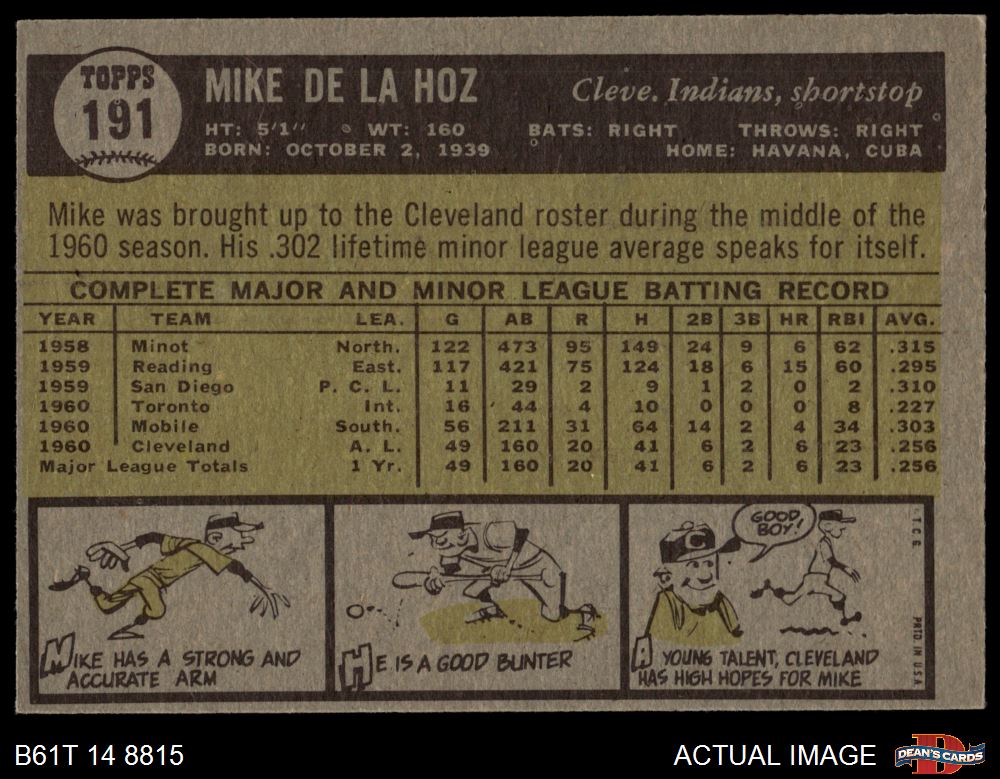 TOPPS
191
MIKE DE LA HOZ
Cleve. Indians, shortstop
HT: 5'1" WT: 160 BATS: RIGHT THROWS: RIGHT
BORN: OCTOBER 2, 1939 HOME: HAVANA, CUBA
Mike was brought up to the Cleveland roster during the middle of the
1960 season. His .302 lifetime minor league average speaks for itself.
COMPLETE MAJOR AND MINOR LEAGUE BATTING RECORD
YEAR TEAM LEA. G AB R H 2B 3B HR RBI AVG.
1958 Minot North. 122 473 95 149 24 9 6 62 .315
1959 Reading East. 117 421 75 124 18 6 15 60 .295
1959 San Diego P. C. L. 11 29 2 9 1 2 0 2 .310
1960 Toronto Int. 16 44 4 10 0 0 0 8 .227
1960 Mobile South. 56 211 31 64 14 2 4 34 .303
1960 Cleveland A. L. 49 160 20 41 6 2 6 23 .256
Major League Totals 1 Yr. 49 160 20 41 6 2 6 23 .256
MIKE HAS A STRONG AND
ACCURATE ARM
HE IS A GOOD BUNTER
C
GOOD
BOY!
A YOUNG TALENT, CLEVELAND
HAS HIGH HOPES FOR MIKE
T.C.G.
PRTD IN U.S.A.
B61T 14 8815
ACTUAL IMAGE
DEAN'S CARDS